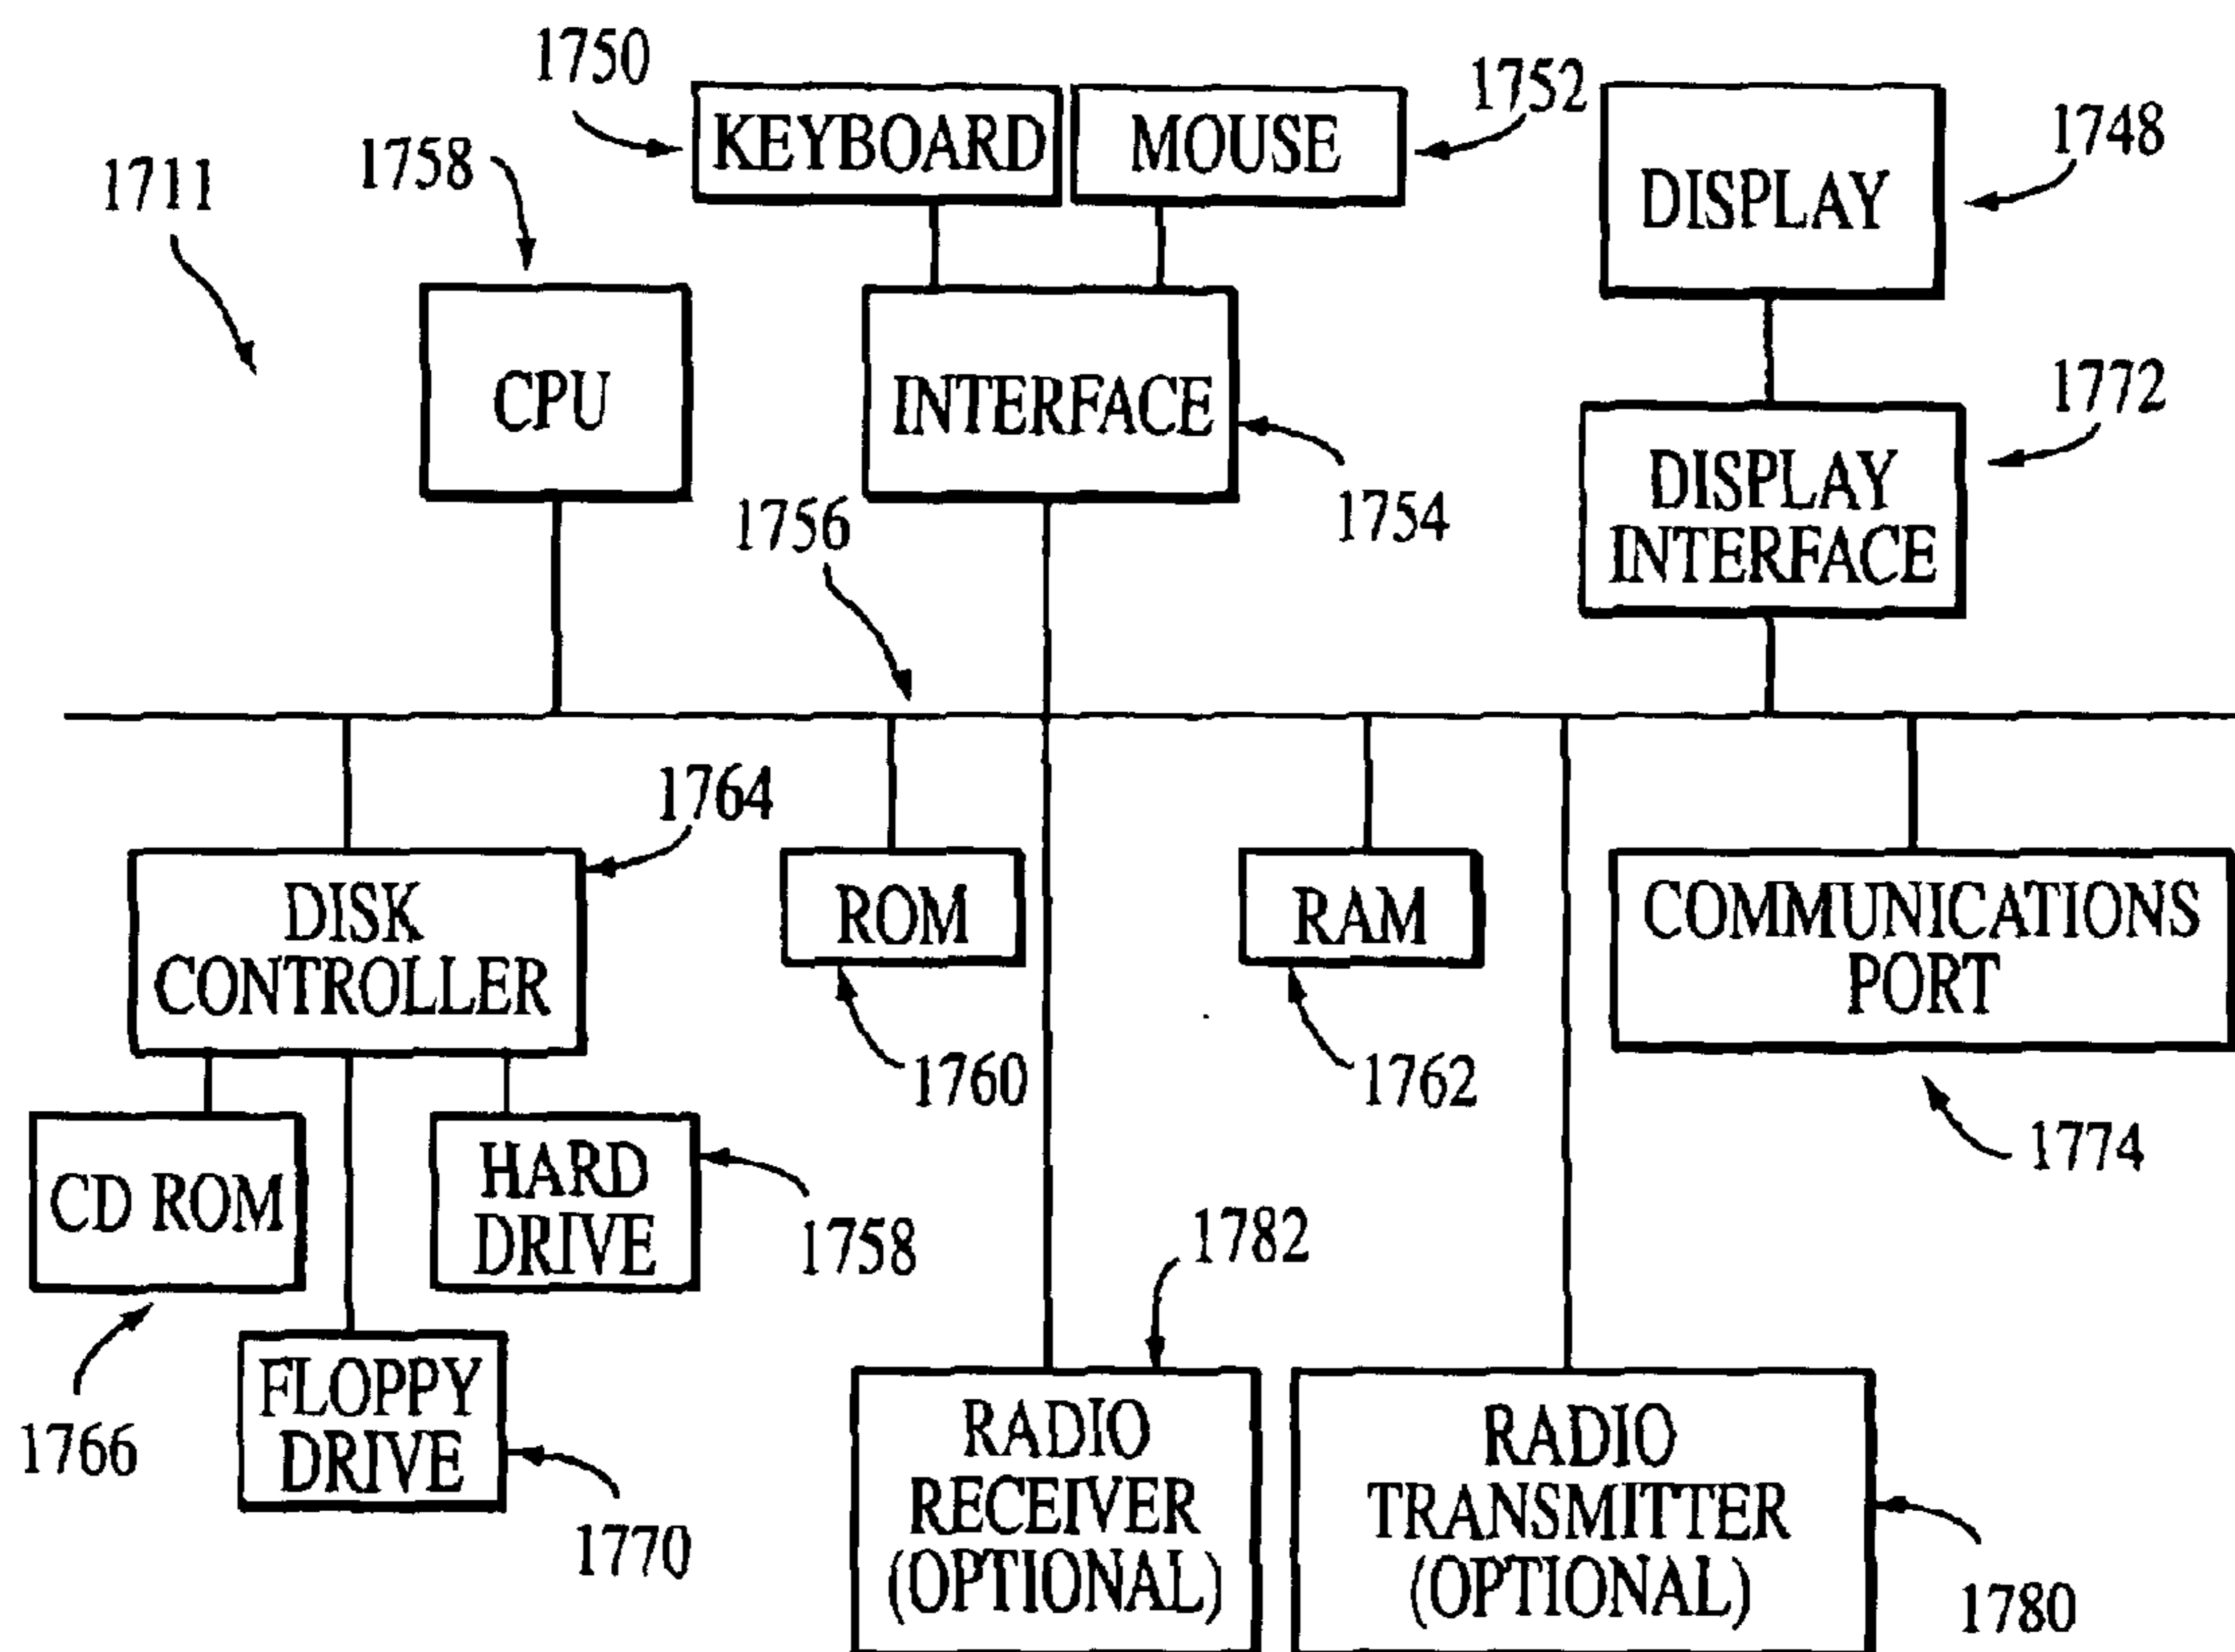 1750
KEYBOARD
MOUSE
1752
1748
1711
1758
DISPLAY
CPU
INTERFACE
1772
1756
1754
DISPLAY
INTERFACE
1764
DISK
CONTROLLER
ROM
RAM
COMMUNICATIONS
PORT
1760
1762
1774
CD ROM
HARD
DRIVE
1758
1782
1766
FLOPPY
DRIVE
1770
RADIO
RECEIVER
(OPTIONAL)
RADIO
TRANSMITTER
(OPTIONAL)
1780